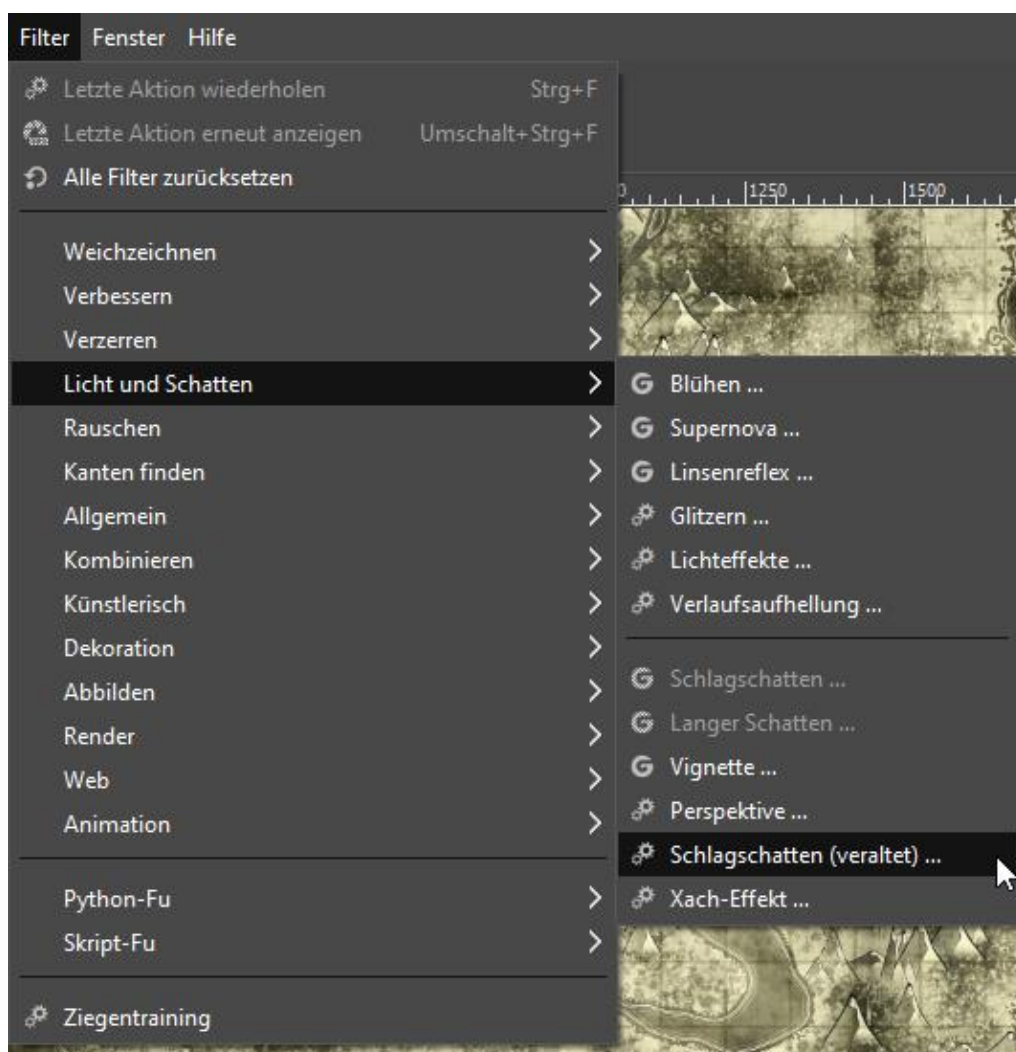 Filter Fenster Hilfe
Letzte Aktion wiederholen Strg+F
Letzte Aktion erneut anzeigen Umschalt+Strg+F
Alle Filter zurücksetzen
1250 1500
Weichzeichnen
Verbessern
Verzerren
Licht und Schatten
Rauschen
Kanten finden
Allgemein
Kombinieren
Künstlerisch
Dekoration
Abbilden
Render
Web
Animation
Python-Fu
Skript-Fu
Ziegentraining
Blühen ...
Supernova ...
Linsenreflex ...
Glitzern ...
Lichteffekte ...
Verlaufsaufhellung ...
Schlagschatten ...
Langer Schatten ...
Vignette ...
Perspektive ...
Schlagschatten (veraltet) ...
Xach-Effekt ...